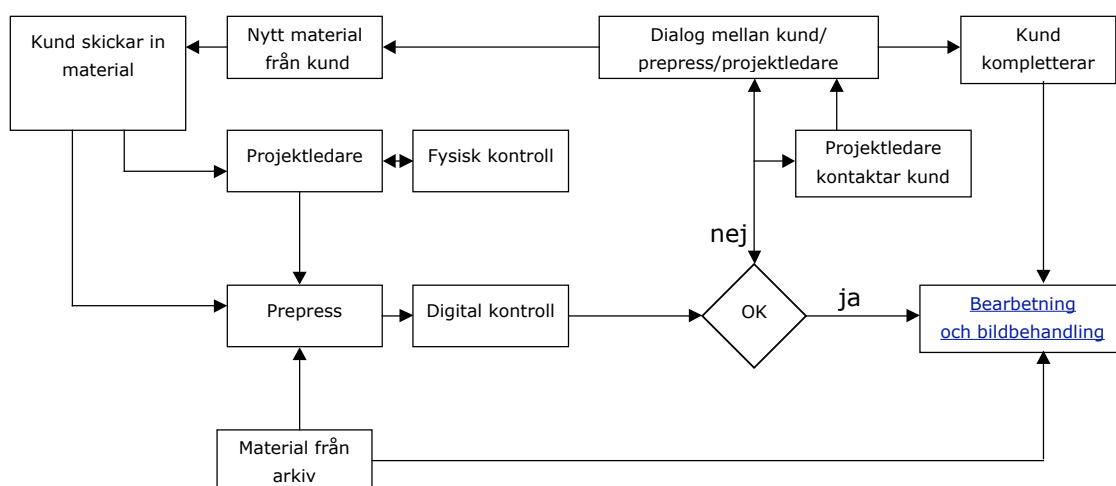 Kund skickar in
material
Nytt material
från kund
Dialog mellan kund/
prepress/projektledare
Kund
kompletterar
Projektledare
Fysisk kontroll
Projektledare
kontaktar kund
nej
Prepress
Digital kontroll
OK
ja
Bearbetning
och bildbehandling
Material från
arkiv